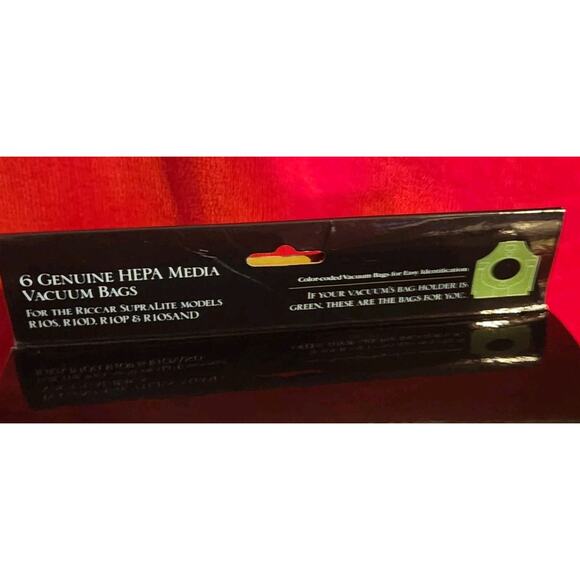 6 Genuine HEPA Media
Vacuum Bags
For the Riccar SupraLite models
R10S, R10D, R10P & R10SAND
Color-coded Vacuum Bags for Easy Identification:
If your vacuum's bag holder is
green, these are the bags for you.